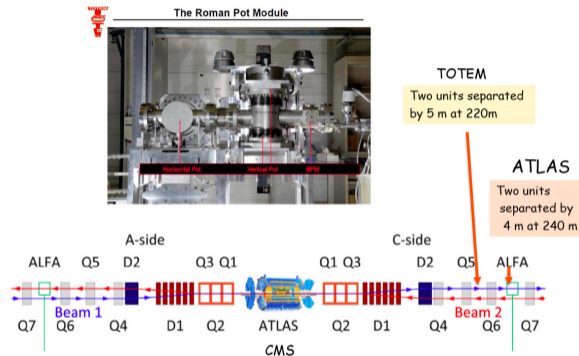 The Roman Pot Module
TOTEM
Horizontal Pot
Vertical Pot
BPM
TOTEM
Two units separated
by 5 m at 220m
ATLAS
Two units
separated by
4 m at 240 m
A-side
C-side
ALFA Q5 D2 Q3 Q1
Q1 Q3 D2 Q5 ALFA
Beam 1
Beam 2
Q7 Q6 Q4 D1 Q2 ATLAS Q2 D1 Q4 Q6 Q7
CMS